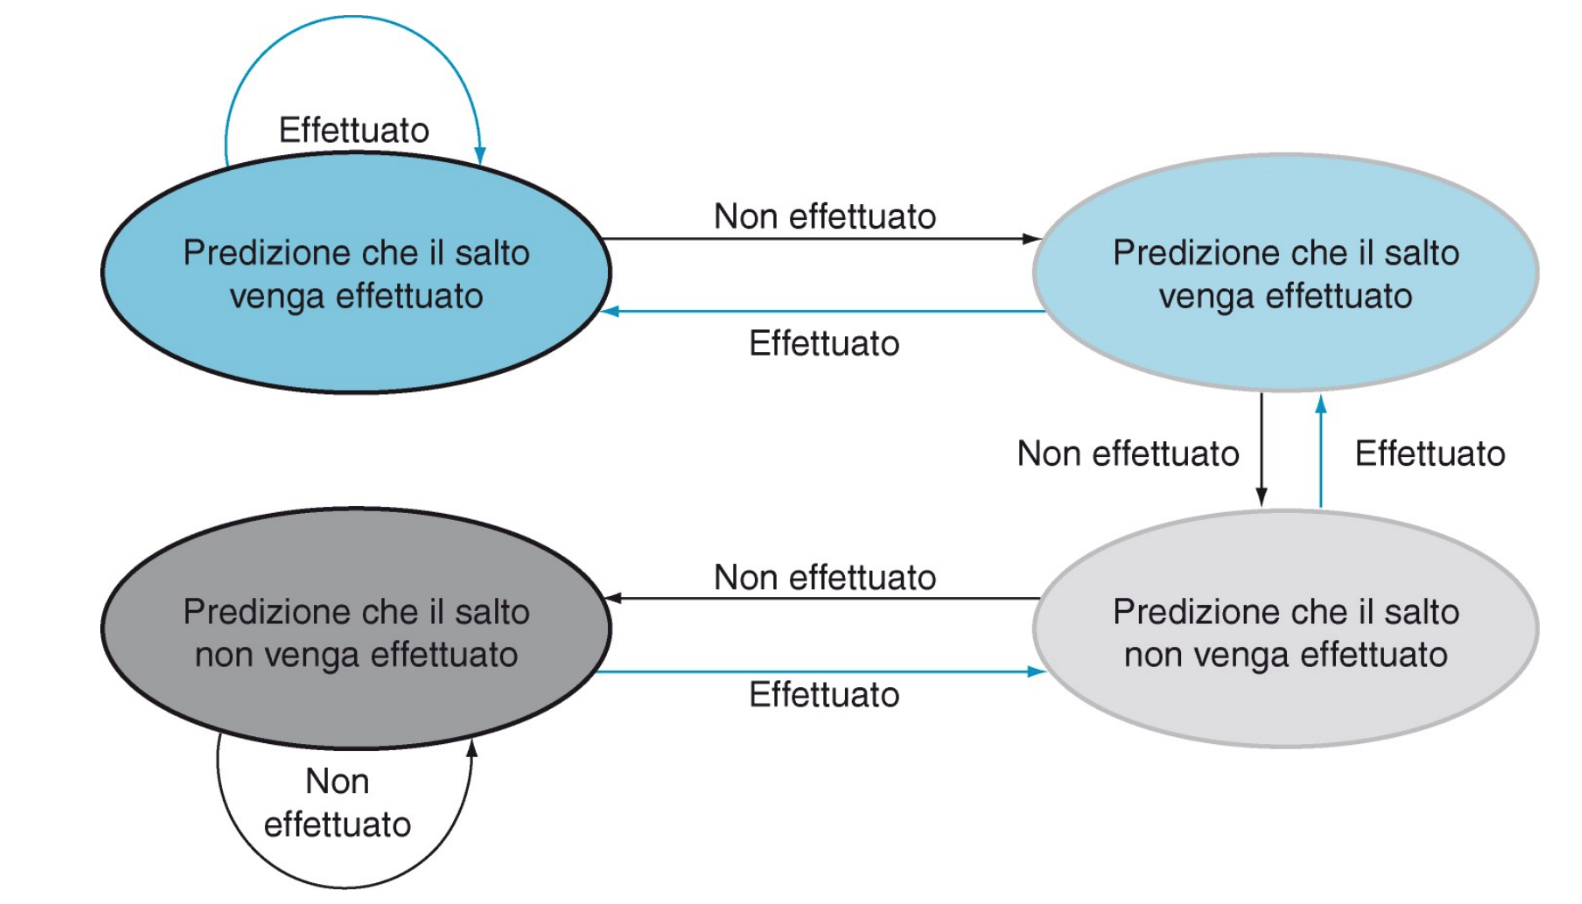 Effettuato
Non effettuato
Predizione che il salto
venga effettuato
Predizione che il salto
venga effettuato
Effettuato
Non effettuato
Effettuato
Non effettuato
Predizione che il salto
non venga effettuato
Predizione che il salto
non venga effettuato
Effettuato
Non
effettuato